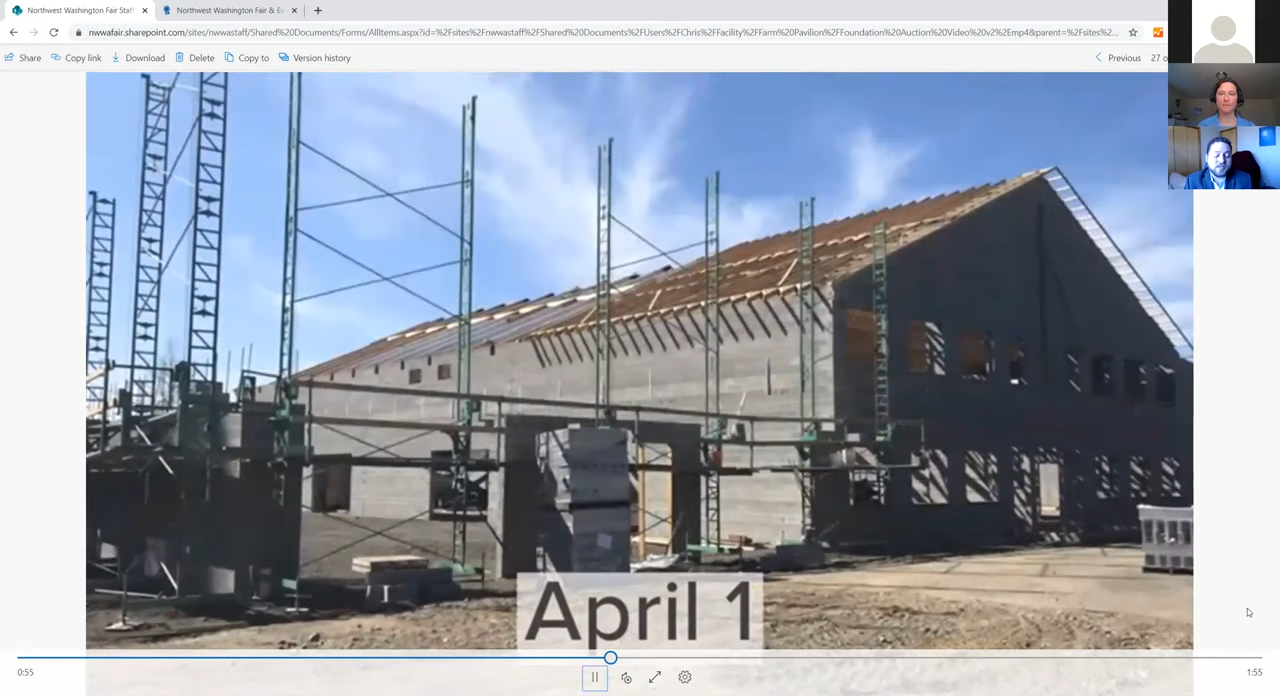 Northwest Washington Fair Staff
Northwest Washington Fair & Ev
nwwafair.sharepoint.com/sites/nwwastaff/Shared%20Documents/Forms/AllItems.aspx?id=%2Fsites%2Fnwwastaff%2FShared%20Documents%2FUsers%2FChris%2FFacility%2FFarm%20Pavilion%2FFoundation%20Auction%20Video%20v2%2Emp4&parent=%2Fsites%2...
Share Copy link Download Delete Copy to Version history Previous 27 o
April 1
0:55 1:55